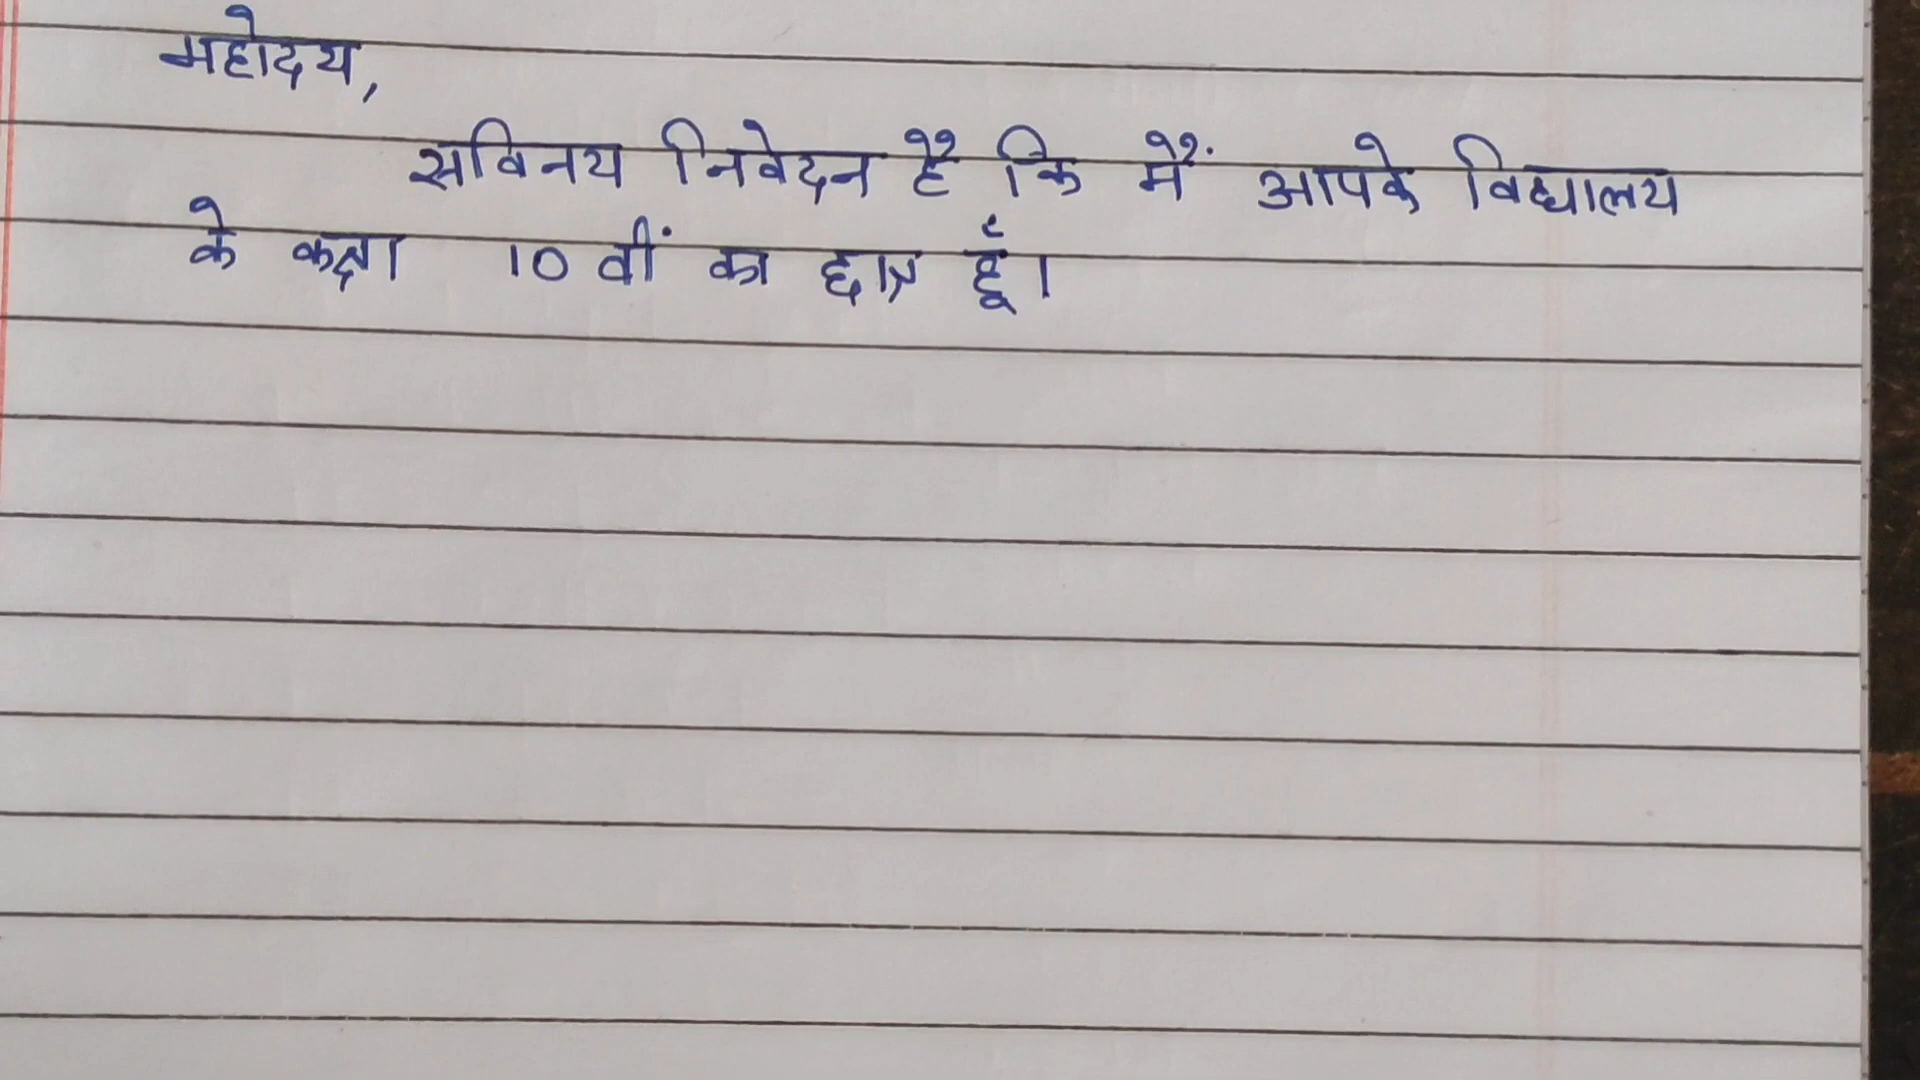 महोदय,
सविनय निवेदन है कि मैं आपके विद्यालय
के कक्षा 10 वीं का छात्र हूँ।